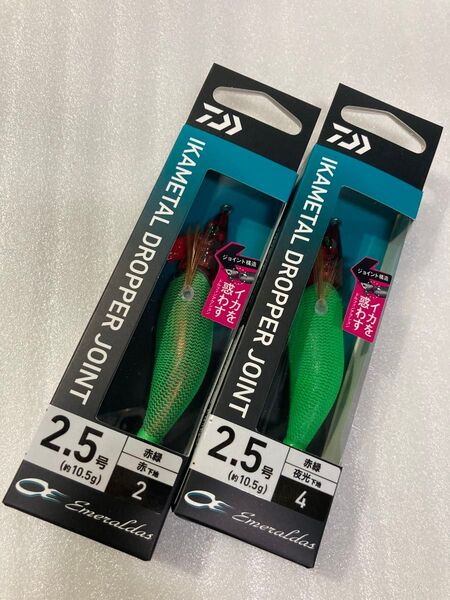 IKAMETAL DROPPER JOINT
ジョイント構造
イカを
惑わす
2.5号
(約10.5g)
赤緑
赤下地
2
Emeraldas
IKAMETAL DROPPER JOINT
ジョイント構造
イカを
惑わす
2.5号
(約10.5g)
赤緑
夜光下地
4
Emeraldas